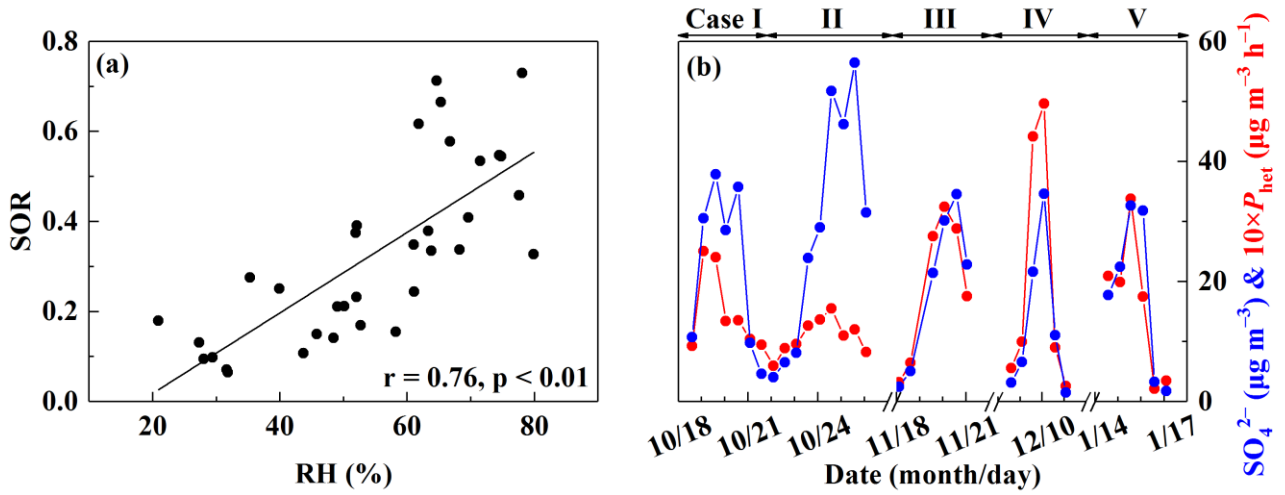 (a)
0.8
0.6
0.4
0.2
0.0
SOR
r = 0.76, p < 0.01
20 40 60 80
RH (%)
Case I II III IV V
(b)
60
40
20
0
SO₄²⁻ (μg m⁻³) & 10×P_het (μg m⁻³ h⁻¹)
10/18 10/21 10/24 11/18 11/21 12/10 1/14 1/17
Date (month/day)